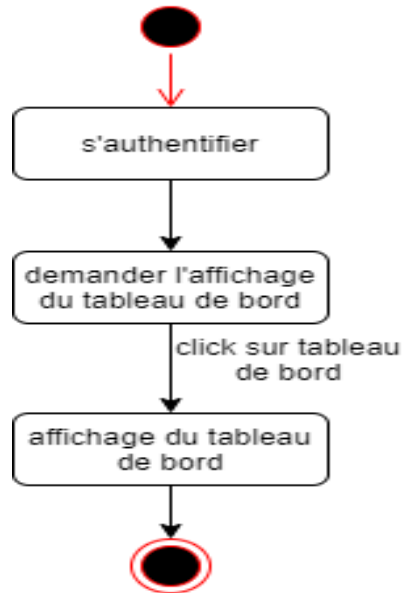 s'authentifier
demander l'affichage
du tableau de bord
click sur tableau
de bord
affichage du tableau
de bord